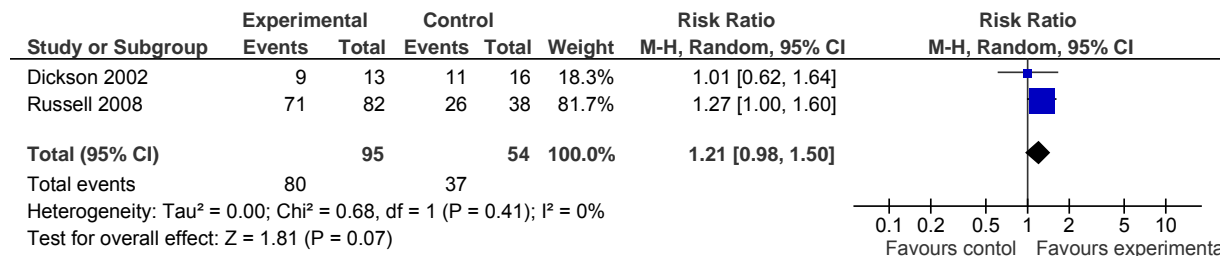 Experimental Control Risk Ratio Risk Ratio
Study or Subgroup Events Total Events Total Weight M-H, Random, 95% CI M-H, Random, 95% CI
Dickson 2002 9 13 11 16 18.3% 1.01 [0.62, 1.64]
Russell 2008 71 82 26 38 81.7% 1.27 [1.00, 1.60]
Total (95% CI) 95 54 100.0% 1.21 [0.98, 1.50]
Total events 80 37
Heterogeneity: Tau² = 0.00; Chi² = 0.68, df = 1 (P = 0.41); I² = 0%
Test for overall effect: Z = 1.81 (P = 0.07)
0.1 0.2 0.5 1 2 5 10
Favours contol Favours experimenta